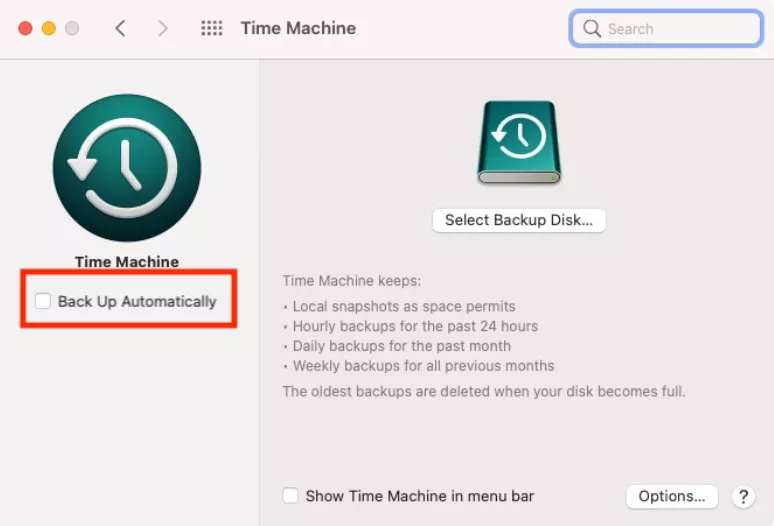 Time Machine
Search
Time Machine
Back Up Automatically
Select Backup Disk...
Time Machine keeps:
• Local snapshots as space permits
• Hourly backups for the past 24 hours
• Daily backups for the past month
• Weekly backups for all previous months
The oldest backups are deleted when your disk becomes full.
Show Time Machine in menu bar
Options...
?